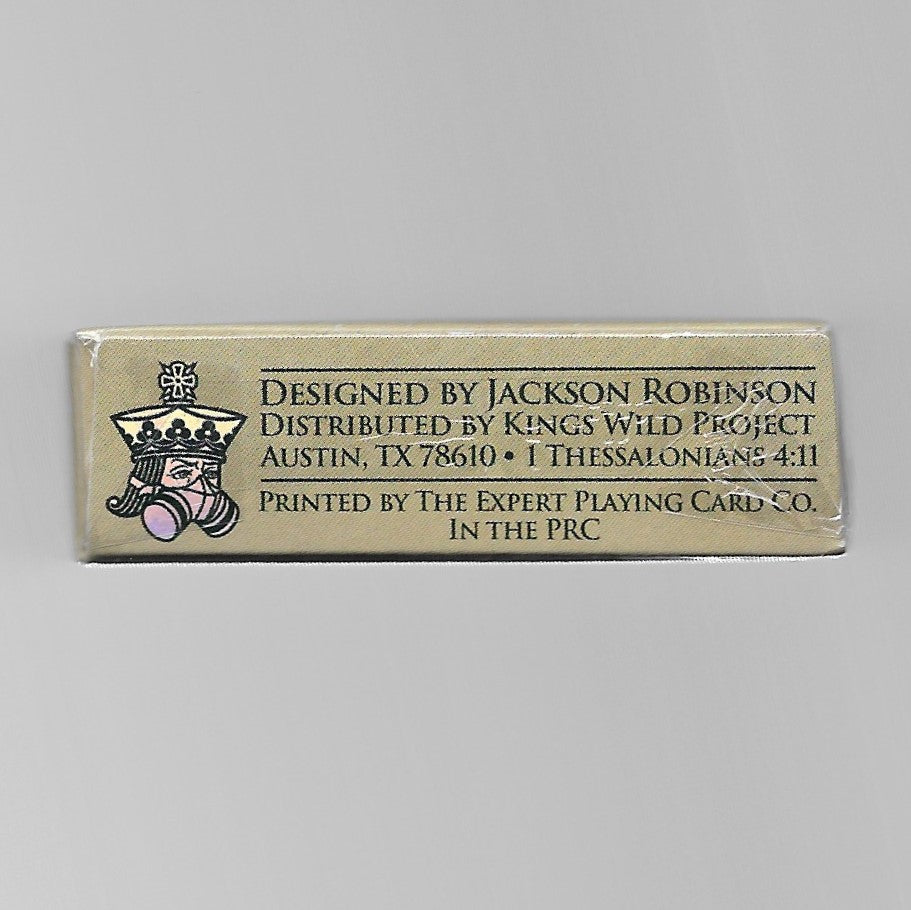 Designed by Jackson Robinson
Distributed by Kings Wild Project
Austin, TX 78610 • 1 Thessalonians 4:11
Printed by The Expert Playing Card Co.
In the PRC